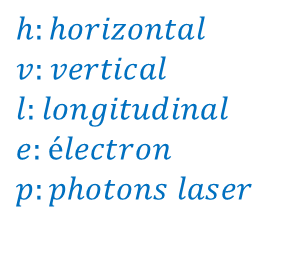 h: horizontal
v: vertical
l: longitudinal
e: électron
p: photons laser